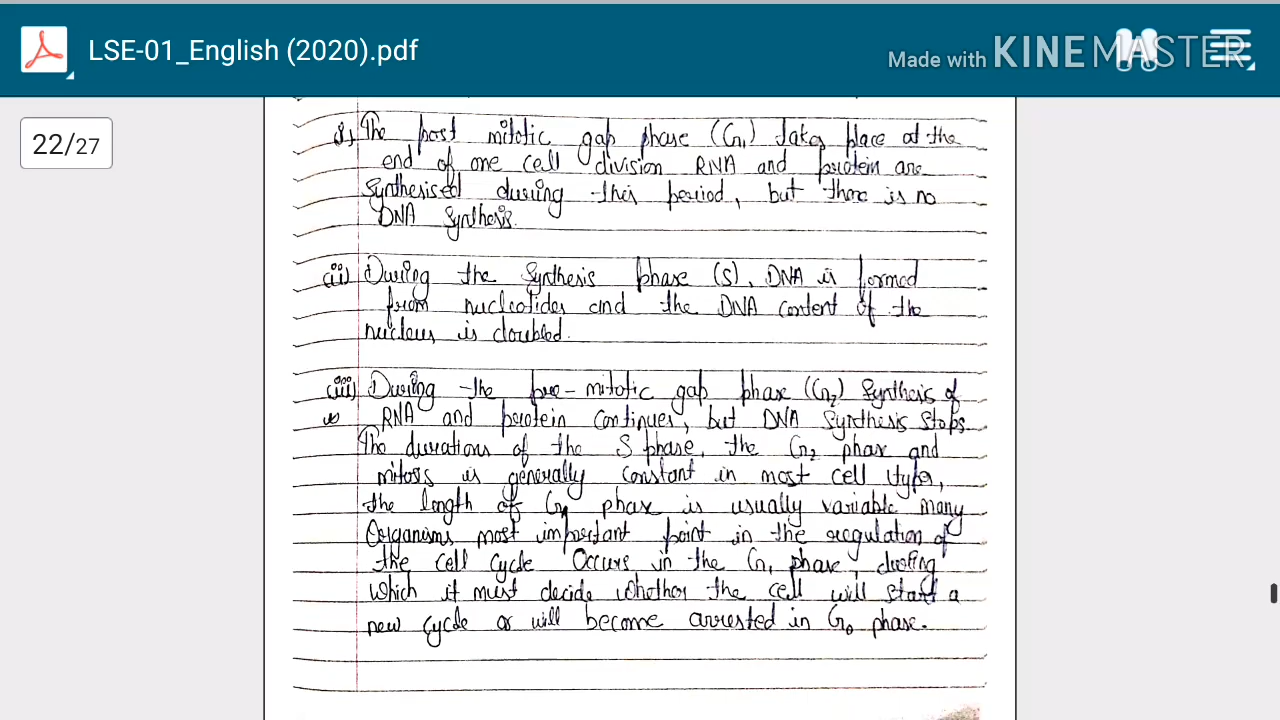 LSE-01_English (2020).pdf
Made with KINEMASTER
22/27
i) The post mitotic gap phase (G1) takes place at the
end of one cell division RNA and protein are
synthesised during this period, but there is no
DNA synthesis.
(ii) During the synthesis phase (S), DNA is formed
from nucleotides and the DNA content of the
nucleus is doubled.
(iii) During the pre-mitotic gap phase (G2) synthesis of
RNA and protein continues, but DNA synthesis stops.
The durations of the S phase, the G2 phase and
mitosis is generally constant in most cell types,
the length of G1 phase is usually variable many
Organisms most important point in the regulation of
the cell cycle occurs in the G1 phase, during
which it must decide whether the cell will start a
new cycle or will become arrested in G0 phase.